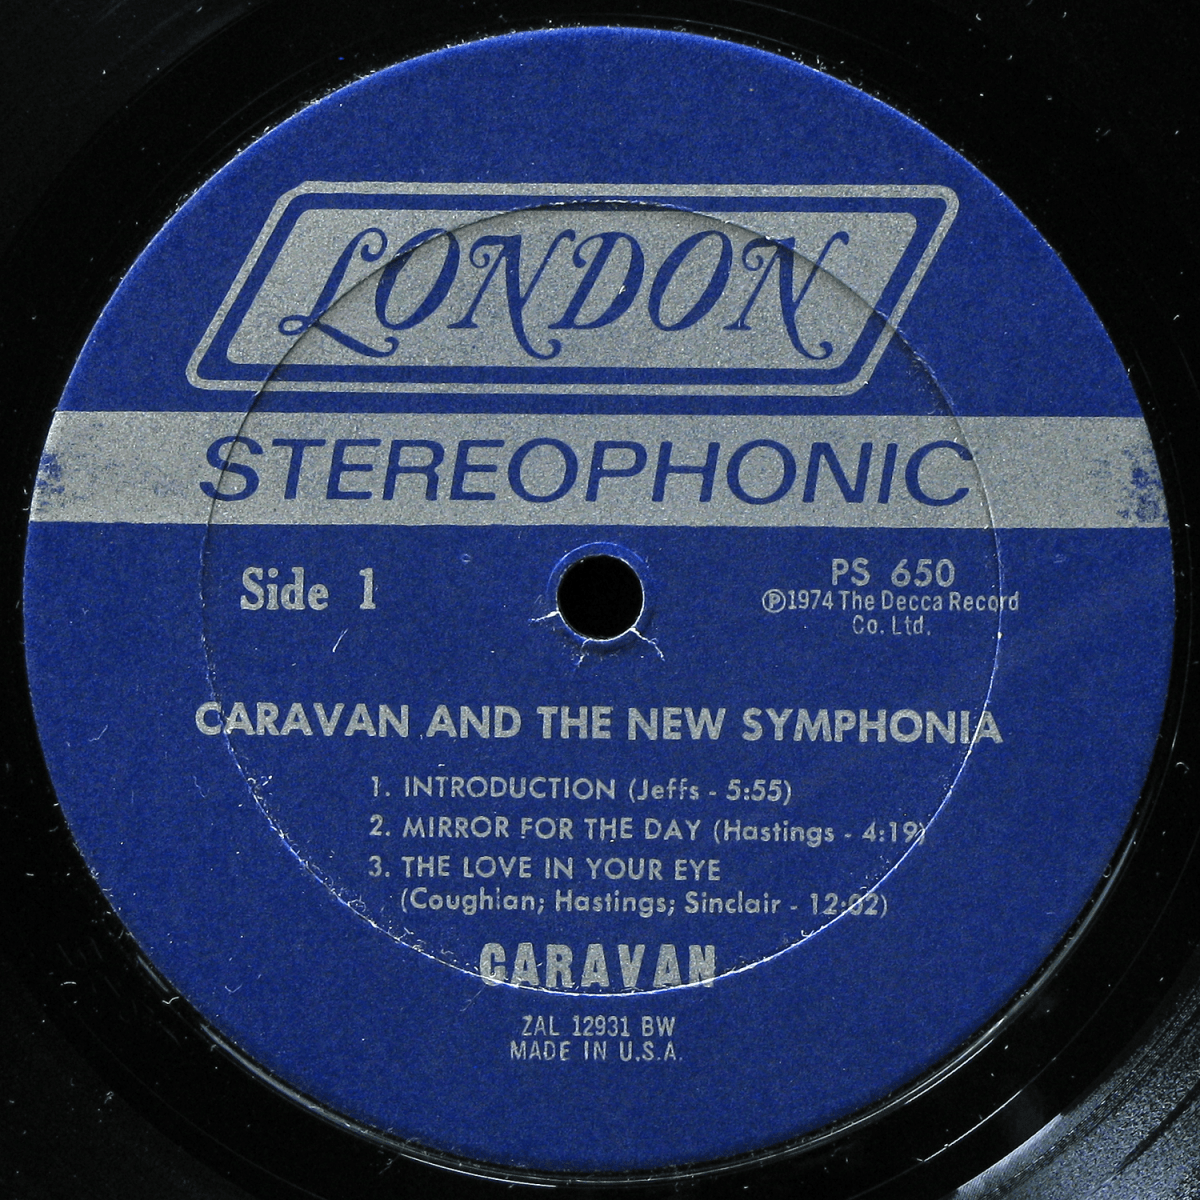 LONDON
STEREOPHONIC
Side 1
PS 650
Ⓟ1974 The Decca Record
Co. Ltd.
CARAVAN AND THE NEW SYMPHONIA
1. INTRODUCTION (Jeffs - 5:55)
2. MIRROR FOR THE DAY (Hastings - 4:19)
3. THE LOVE IN YOUR EYE
(Coughlan; Hastings; Sinclair - 12:02)
CARAVAN
ZAL 12931 BW
MADE IN U.S.A.